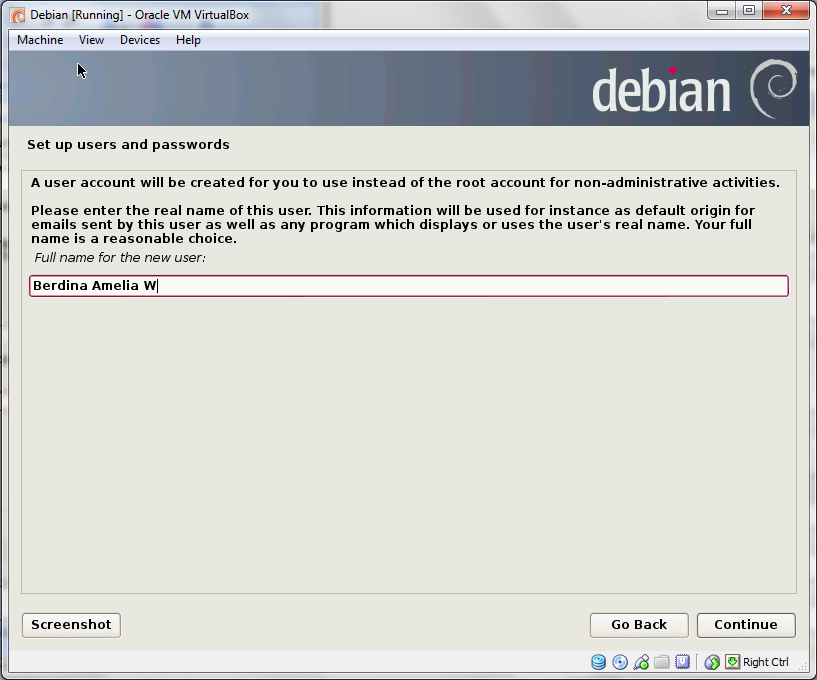 Debian [Running] - Oracle VM VirtualBox
Machine View Devices Help
debian
Set up users and passwords
A user account will be created for you to use instead of the root account for non-administrative activities.
Please enter the real name of this user. This information will be used for instance as default origin for
emails sent by this user as well as any program which displays or uses the user's real name. Your full
name is a reasonable choice.
Full name for the new user:
Berdina Amelia W
Screenshot Go Back Continue
Right Ctrl